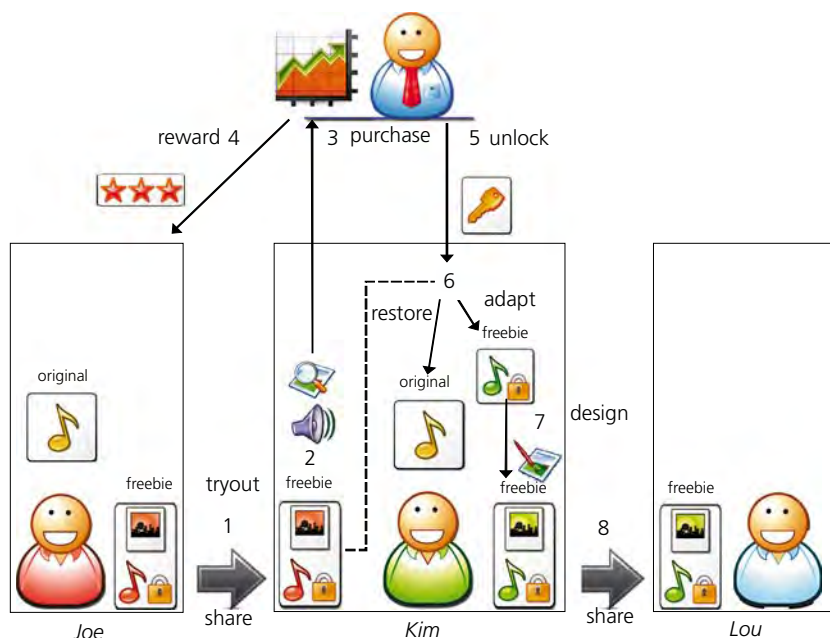 reward 4
3 purchase
5 unlock
6
restore
adapt
freebie
original
original
7
design
2
freebie
freebie
freebie
freebie
tryout
1
share
8
share
Joe
Kim
Lou